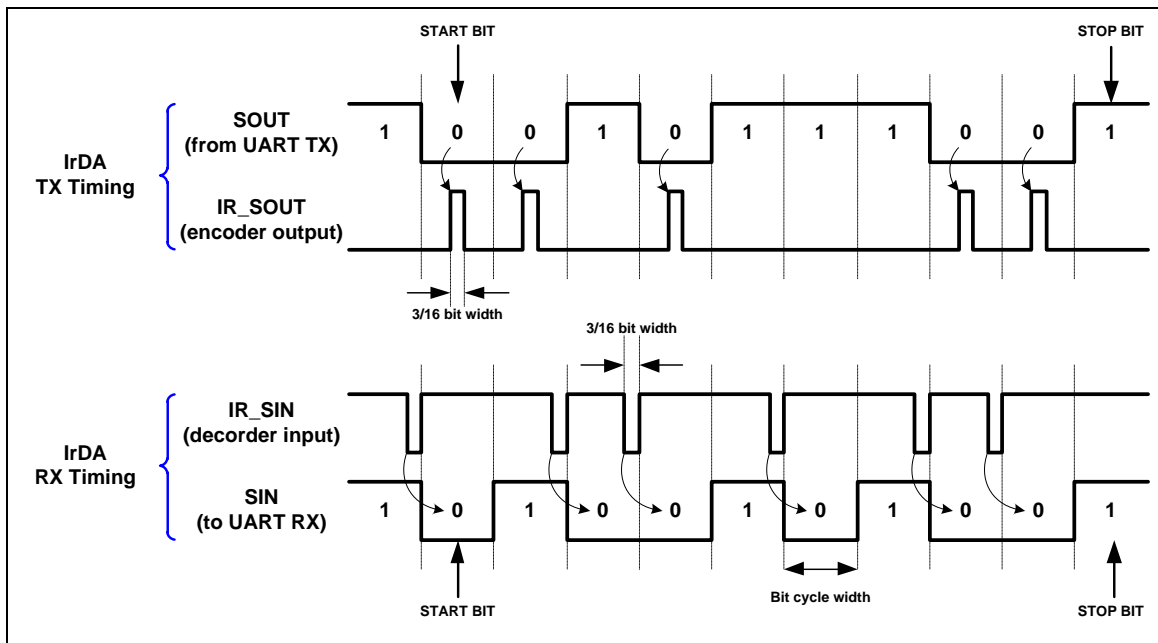 START BIT
STOP BIT
SOUT
(from UART TX)
1 0 0 1 0 1 1 1 0 0 1
IrDA
TX Timing
IR_SOUT
(encoder output)
3/16 bit width
3/16 bit width
IR_SIN
(decorder input)
IrDA
RX Timing
SIN
(to UART RX)
1 0 1 0 0 1 0 1 0 0 1
Bit cycle width
START BIT
STOP BIT